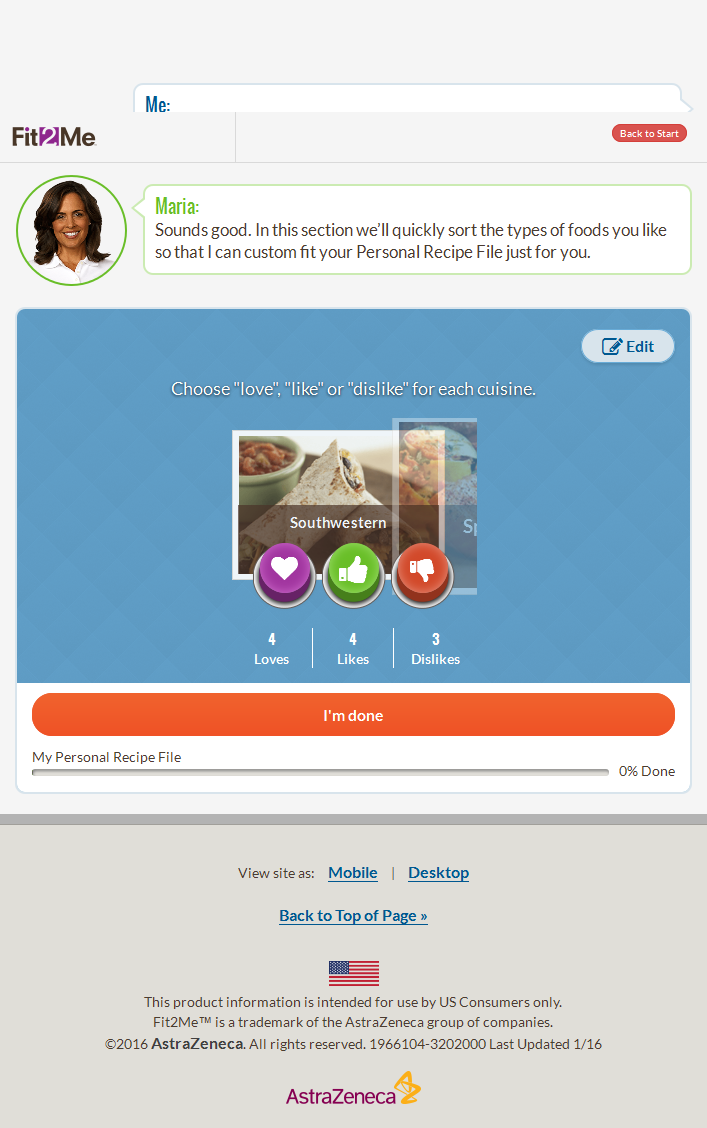 Me:
Fit2Me
Back to Start
Maria:
Sounds good. In this section we'll quickly sort the types of foods you like
so that I can custom fit your Personal Recipe File just for you.
Edit
Choose "love", "like" or "dislike" for each cuisine.
Southwestern
Sp
4
Loves
4
Likes
3
Dislikes
I'm done
My Personal Recipe File
0% Done
View site as: Mobile | Desktop
Back to Top of Page »
This product information is intended for use by US Consumers only.
Fit2Me™ is a trademark of the AstraZeneca group of companies.
©2016 AstraZeneca. All rights reserved. 1966104-3202000 Last Updated 1/16
AstraZeneca